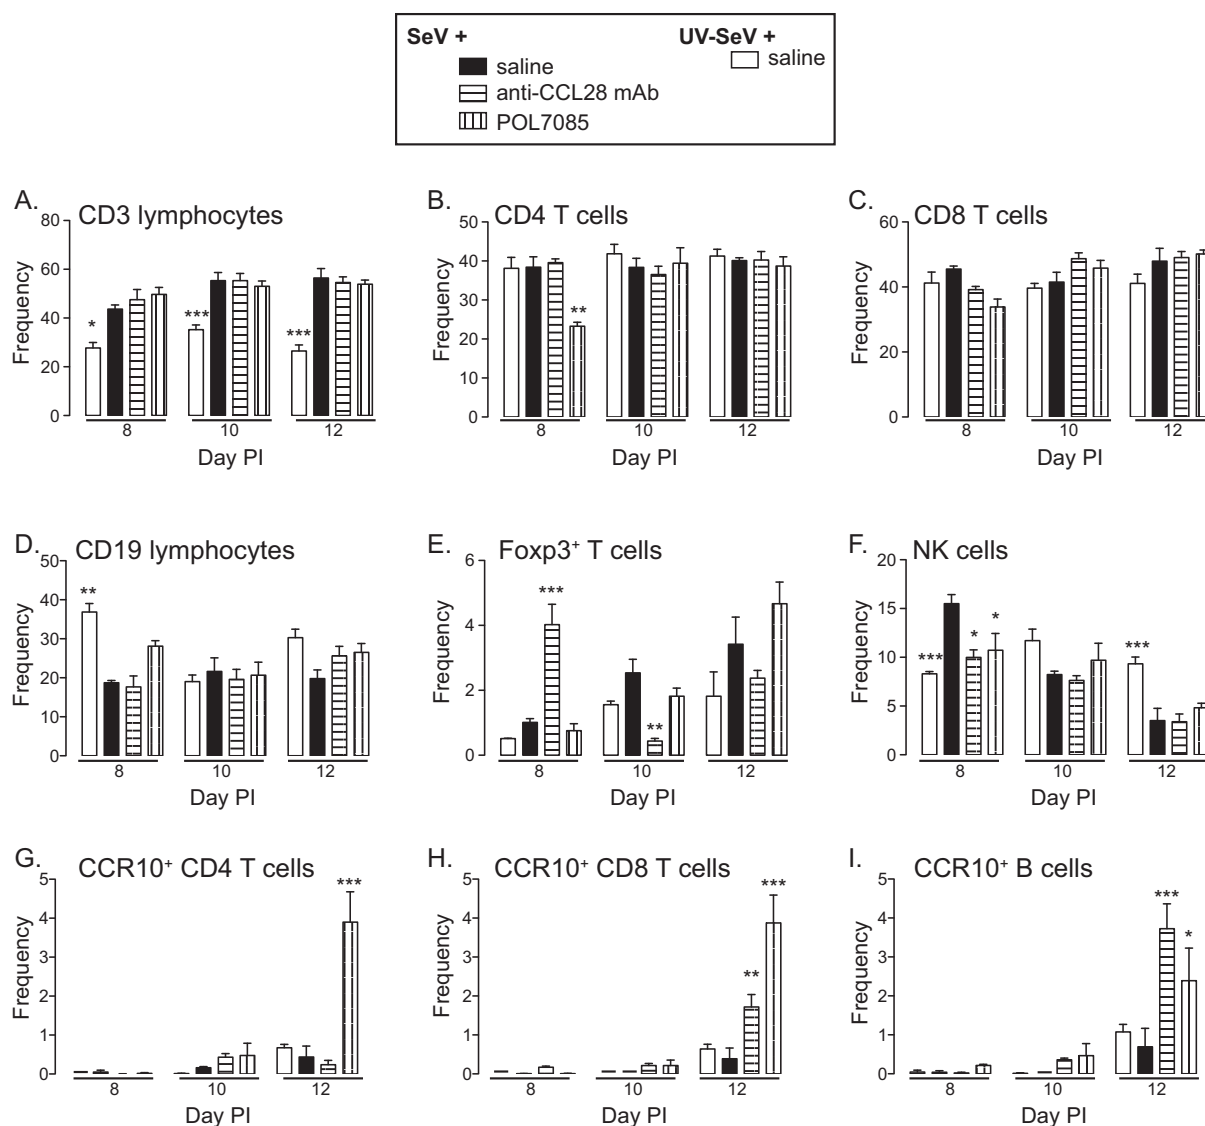 SeV + UV-SeV +
saline saline
anti-CCL28 mAb
POL7085
A. CD3 lymphocytes
80
60
40
20
0
Frequency
* *** ***
8 10 12
Day PI
B. CD4 T cells
50
40
30
20
10
0
Frequency
**
8 10 12
Day PI
C. CD8 T cells
60
40
20
0
Frequency
8 10 12
Day PI
D. CD19 lymphocytes
50
40
30
20
10
0
Frequency
**
8 10 12
Day PI
E. Foxp3⁺ T cells
6
4
2
0
Frequency
*** **
8 10 12
Day PI
F. NK cells
20
15
10
5
0
Frequency
*** * * ***
8 10 12
Day PI
G. CCR10⁺ CD4 T cells
5
4
3
2
1
0
Frequency
***
8 10 12
Day PI
H. CCR10⁺ CD8 T cells
5
4
3
2
1
0
Frequency
** ***
8 10 12
Day PI
I. CCR10⁺ B cells
5
4
3
2
1
0
Frequency
*** *
8 10 12
Day PI